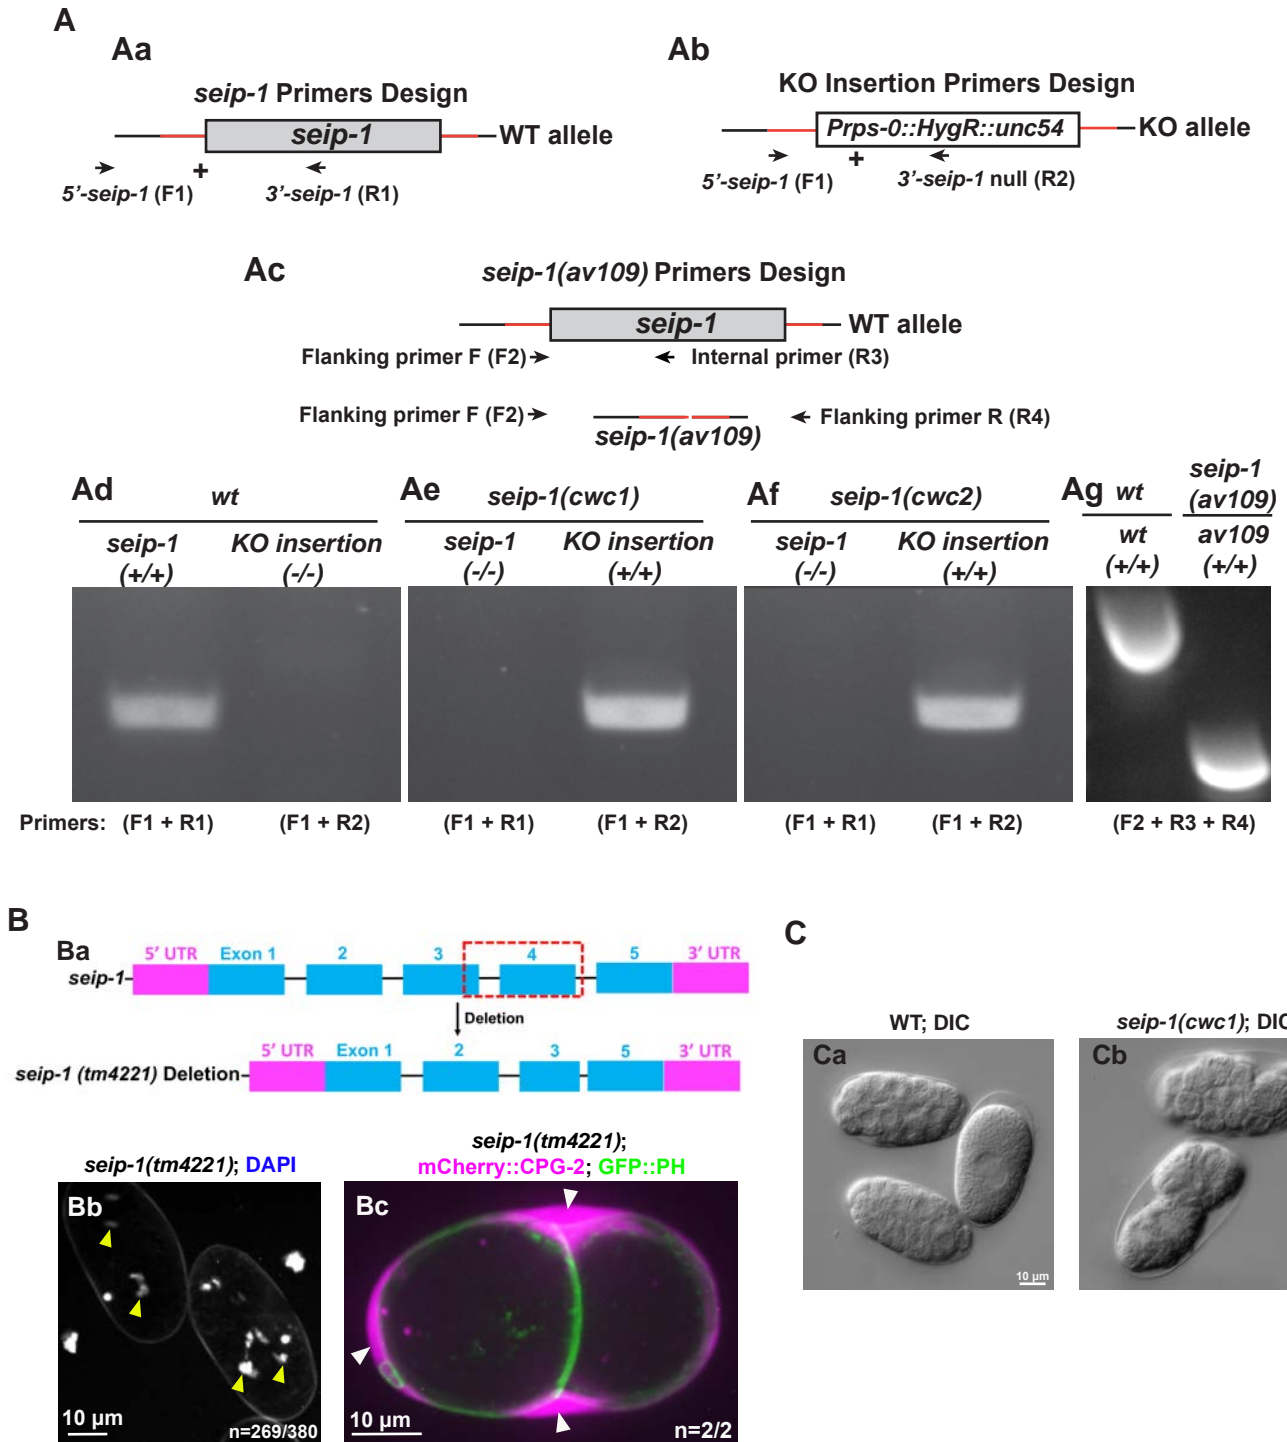 A
Aa
seip-1 Primers Design
seip-1
WT allele
+
5'-seip-1 (F1)
3'-seip-1 (R1)
Ab
KO Insertion Primers Design
Prps-0::HygR::unc54
KO allele
+
5'-seip-1 (F1)
3'-seip-1 null (R2)
Ac
seip-1(av109) Primers Design
seip-1
WT allele
Flanking primer F (F2)
Internal primer (R3)
Flanking primer F (F2)
Flanking primer R (R4)
seip-1(av109)
Ad
wt
seip-1
(+/+)
KO insertion
(-/-)
Ae
seip-1(cwc1)
seip-1
(-/-)
KO insertion
(+/+)
Af
seip-1(cwc2)
seip-1
(-/-)
KO insertion
(+/+)
Ag
wt
seip-1
(av109)
wt
(+/+)
av109
(+/+)
Primers:
(F1 + R1)
(F1 + R2)
(F1 + R1)
(F1 + R2)
(F1 + R1)
(F1 + R2)
(F2 + R3 + R4)
B
Ba
5' UTR
Exon 1
2
3
4
5
3' UTR
seip-1
Deletion
5' UTR
Exon 1
2
3
5
3' UTR
seip-1 (tm4221) Deletion
seip-1(tm4221); DAPI
Bb
10 µm
n=269/380
seip-1(tm4221);
mCherry::CPG-2; GFP::PH
Bc
10 µm
n=2/2
C
WT; DIC
Ca
10 µm
seip-1(cwc1); DIC
Cb